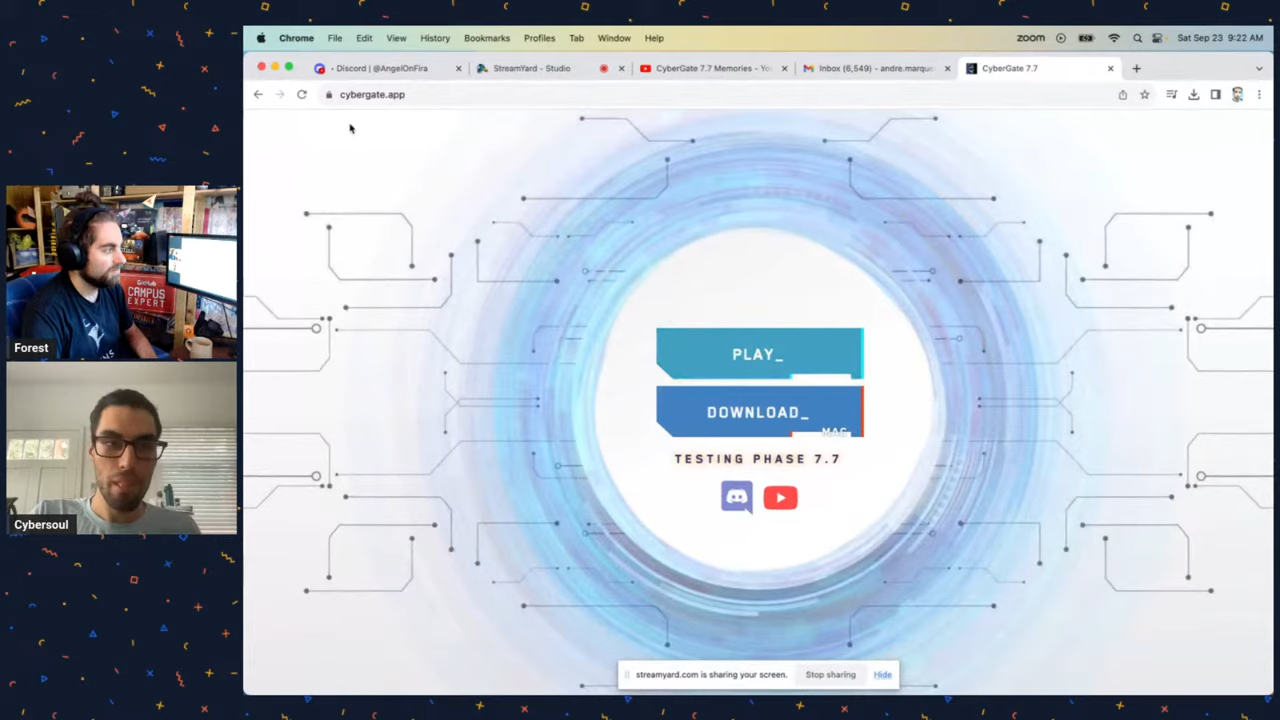 Chrome File Edit View History Bookmarks Profiles Tab Window Help
zoom
Sat Sep 23 9:22 AM
• Discord | @AngelOnFira
StreamYard - Studio
CyberGate 7.7 Memories - Yo
Inbox (6,549) - andre.marque
CyberGate 7.7
cybergate.app
PLAY_
DOWNLOAD_
MAC
TESTING PHASE 7.7
GitHub
CAMPUS
EXPERT
Forest
Cybersoul
streamyard.com is sharing your screen.
Stop sharing
Hide